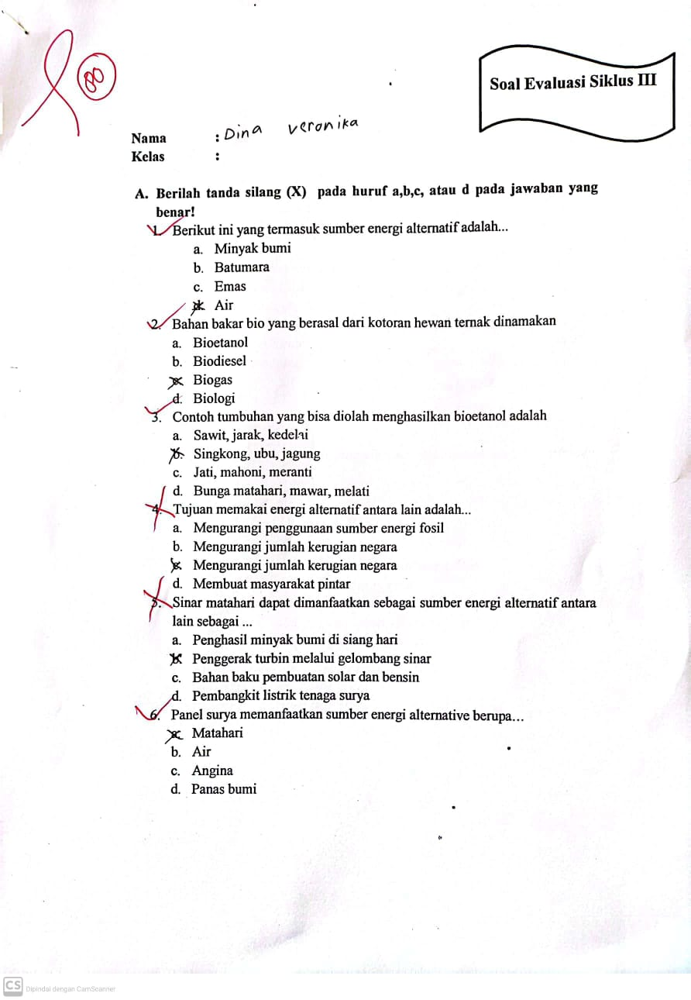 80
Soal Evaluasi Siklus III
Nama : Dina veronika
Kelas :
A. Berilah tanda silang (X) pada huruf a,b,c, atau d pada jawaban yang
benar!
1. Berikut ini yang termasuk sumber energi alternatif adalah...
a. Minyak bumi
b. Batumara
c. Emas
d. Air
2. Bahan bakar bio yang berasal dari kotoran hewan ternak dinamakan
a. Bioetanol
b. Biodiesel
c. Biogas
d. Biologi
3. Contoh tumbuhan yang bisa diolah menghasilkan bioetanol adalah
a. Sawit, jarak, kedelai
b. Singkong, ubu, jagung
c. Jati, mahoni, meranti
d. Bunga matahari, mawar, melati
4. Tujuan memakai energi alternatif antara lain adalah...
a. Mengurangi penggunaan sumber energi fosil
b. Mengurangi jumlah kerugian negara
c. Mengurangi jumlah kerugian negara
d. Membuat masyarakat pintar
5. Sinar matahari dapat dimanfaatkan sebagai sumber energi alternatif antara
lain sebagai ...
a. Penghasil minyak bumi di siang hari
b. Penggerak turbin melalui gelombang sinar
c. Bahan baku pembuatan solar dan bensin
d. Pembangkit listrik tenaga surya
6. Panel surya memanfaatkan sumber energi alternative berupa...
a. Matahari
b. Air
c. Angina
d. Panas bumi
CS Dipindai dengan CamScanner